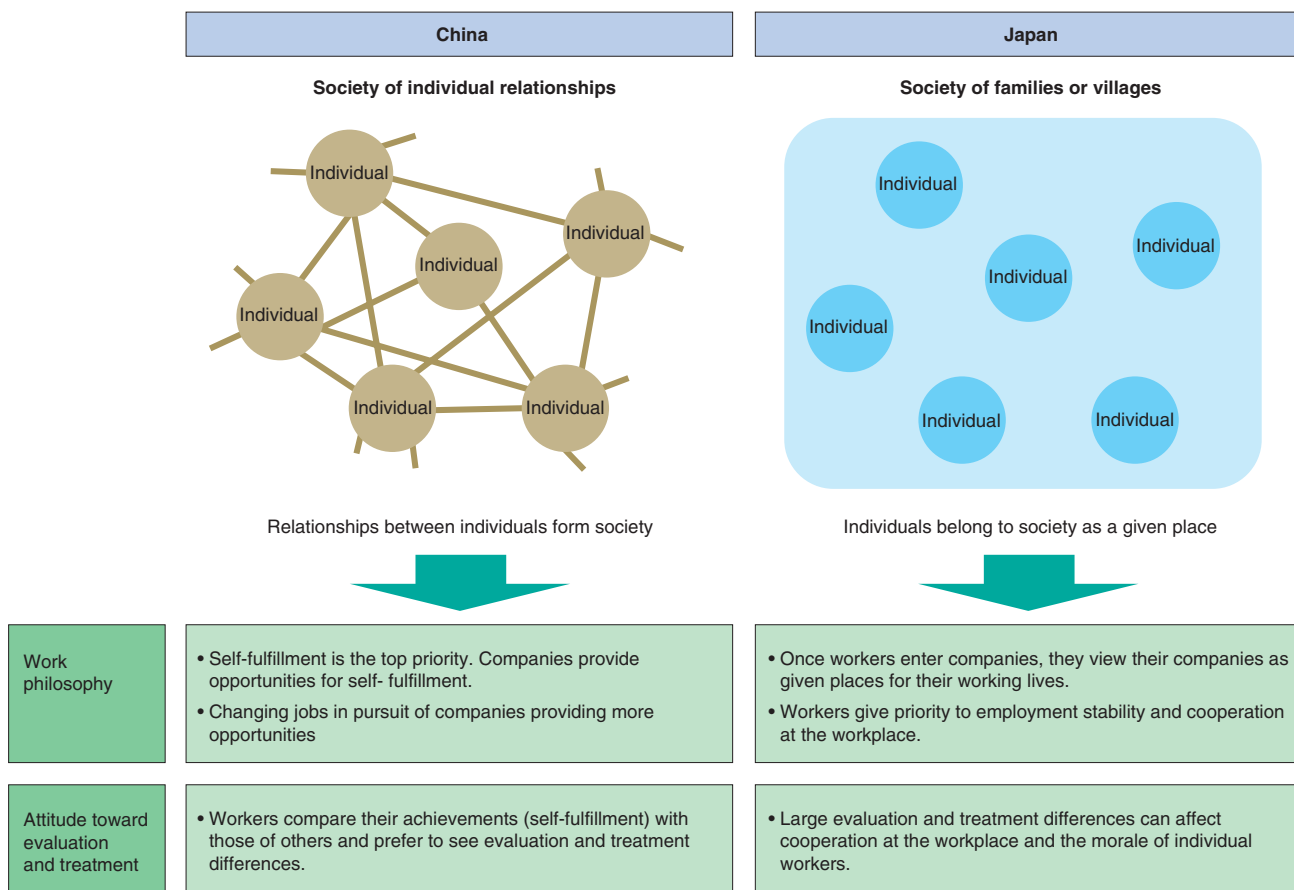 China
Japan
Society of individual relationships
Society of families or villages
Individual
Individual
Individual
Individual
Individual
Individual
Individual
Individual
Individual
Individual
Individual
Individual
Relationships between individuals form society
Individuals belong to society as a given place
Work
philosophy
• Self-fulfillment is the top priority. Companies provide
opportunities for self- fulfillment.
• Changing jobs in pursuit of companies providing more
opportunities
• Once workers enter companies, they view their companies as
given places for their working lives.
• Workers give priority to employment stability and cooperation
at the workplace.
Attitude toward
evaluation
and treatment
• Workers compare their achievements (self-fulfillment) with
those of others and prefer to see evaluation and treatment
differences.
• Large evaluation and treatment differences can affect
cooperation at the workplace and the morale of individual
workers.